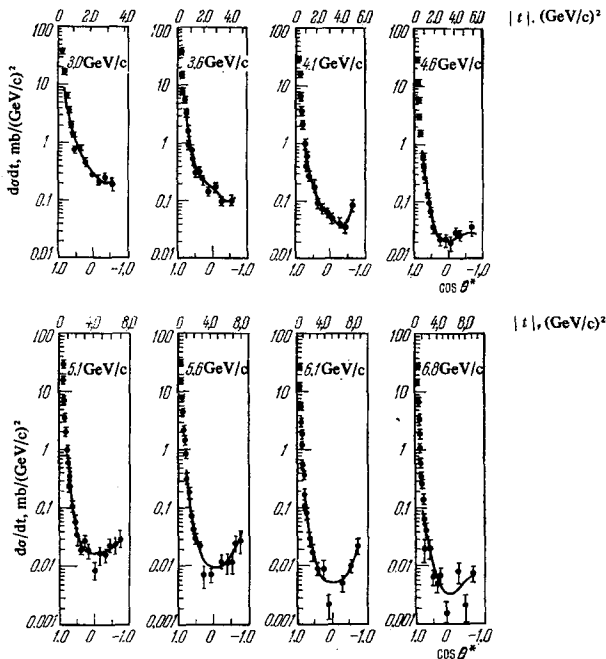 0 2.0 0 2.0 4.0 0 2.0 4.0 0 2.0 4.0 6.0 |t|. (GeV/c)²
dσdt, mb/(GeV/c)²
100
10
1
0.1
0.01
3.0 GeV/c
3.6 GeV/c
4.1 GeV/c
4.6 GeV/c
1.0 0 -1.0 1.0 0 -1.0 1.0 0 -1.0 1.0 0 -1.0
cos θ*
0 4.0 8.0 0 4.0 8.0 0 4.0 8.0 0 4.0 8.0 |t|, (GeV/c)²
dσ/dt, mb/(GeV/c)²
100
10
1
0.1
0.01
0.001
5.1 GeV/c
5.6 GeV/c
6.1 GeV/c
6.8 GeV/c
1.0 0 -1.0 1.0 0 -1.0 1.0 0 -1.0 1.0 0 -1.0
cos θ*